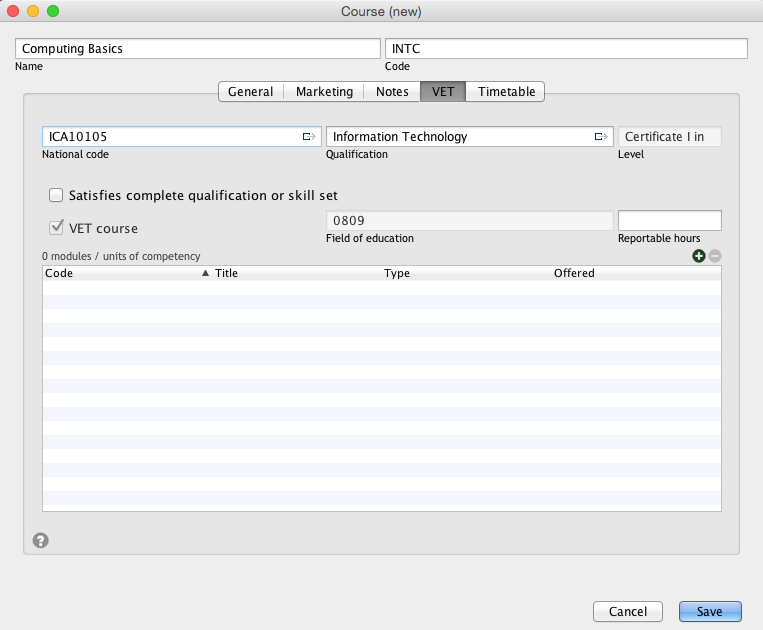 Course (new)
Computing Basics INTC
Name Code
General Marketing Notes VET Timetable
ICA10105 Information Technology Certificate I in
National code Qualification Level
Satisfies complete qualification or skill set
VET course 0809
Field of education Reportable hours
0 modules / units of competency
Code Title Type Offered
?
Cancel Save